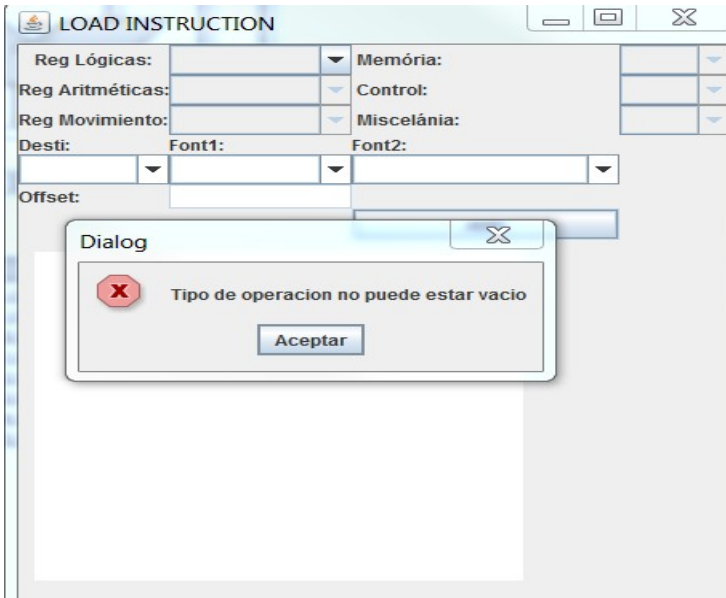 LOAD INSTRUCTION
Reg Lógicas:
Memória:
Reg Aritméticas:
Control:
Reg Movimiento:
Miscelánia:
Desti:
Font1:
Font2:
Offset:
Dialog
Tipo de operacion no puede estar vacio
Aceptar